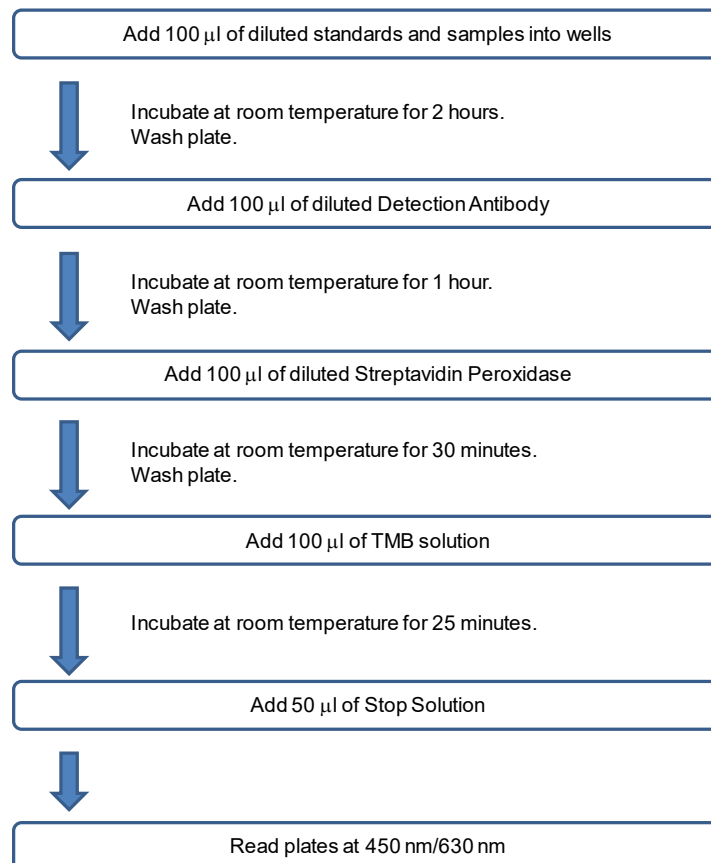 Add 100 μl of diluted standards and samples into wells
Incubate at room temperature for 2 hours.
Wash plate.
Add 100 μl of diluted Detection Antibody
Incubate at room temperature for 1 hour.
Wash plate.
Add 100 μl of diluted Streptavidin Peroxidase
Incubate at room temperature for 30 minutes.
Wash plate.
Add 100 μl of TMB solution
Incubate at room temperature for 25 minutes.
Add 50 μl of Stop Solution
Read plates at 450 nm/630 nm